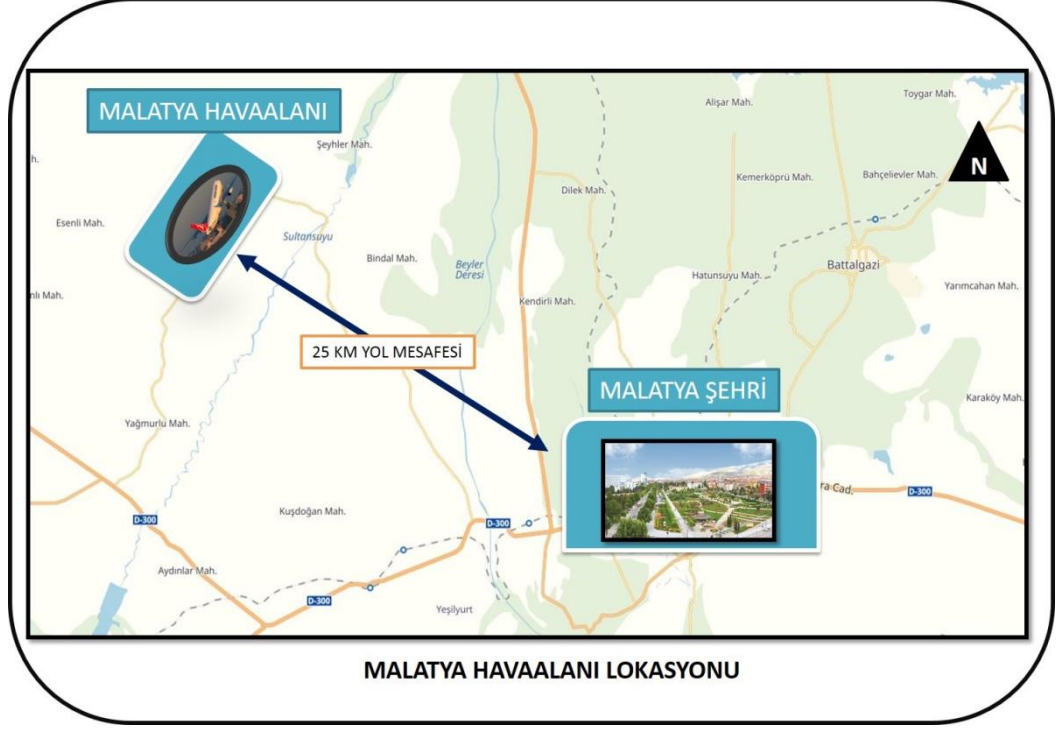 MALATYA HAVAALANI
Toygar Mah.
Alişar Mah.
Şeyhler Mah.
h.
N
Kemerköprü Mah.
Bahçelievler Mah.
Dilek Mah.
Esenli Mah.
Sultansuyu
Bindal Mah.
Beyler
Deresi
Battalgazi
Hatunsuyu Mah.
Yarımcahan Mah.
nlı Mah.
Kendirli Mah.
25 KM YOL MESAFESİ
MALATYA ŞEHRİ
Karaköy Mah.
Yağmurlu Mah.
ra Cad.
D-300
Kuşdoğan Mah.
D-300
D-300
Aydınlar Mah.
D-300
Yeşilyurt
MALATYA HAVAALANI LOKASYONU